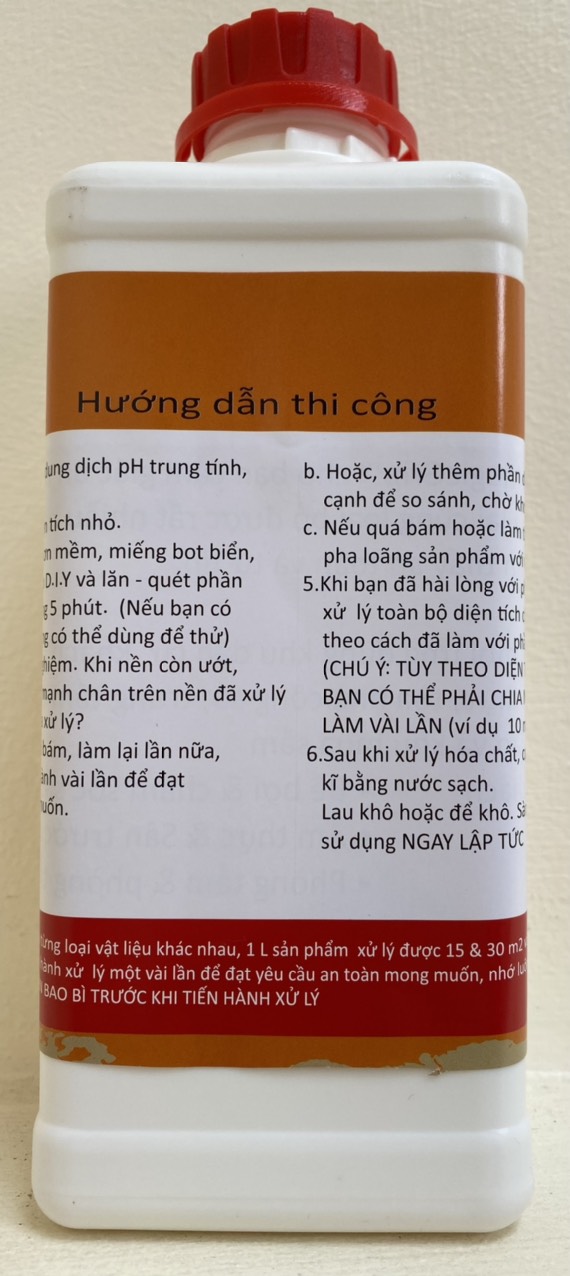 Hướng dẫn thi công
dung dịch pH trung tính,
tích nhỏ.
mềm, miếng bot biển,
D.I.Y và lăn - quét phần
5 phút. (Nếu bạn có
có thể dùng để thử)
Khi nền còn ướt,
mạnh chân trên nền đã xử lý
xử lý?
bám, làm lại lần nữa,
vài lần để đạt
b. Hoặc, xử lý thêm phần
cạnh để so sánh, chờ
c. Nếu quá bám hoặc làm
pha loãng sản phẩm
5.Khi bạn đã hài lòng với
xử lý toàn bộ diện tích
theo cách đã làm với
(CHÚ Ý: TÙY THEO DIỆN
BẠN CÓ THỂ PHẢI CHIA
LÀM VÀI LẦN (ví dụ 10
6.Sau khi xử lý hóa chất,
kĩ bằng nước sạch.
Lau khô hoặc để khô.
sử dụng NGAY LẬP TỨC
từng loại vật liệu khác nhau, 1 L sản phẩm xử lý được 15 & 30 m2
hành xử lý một vài lần để đạt yêu cầu an toàn mong muốn, nhớ
BAO BÌ TRƯỚC KHI TIẾN HÀNH XỬ LÝ